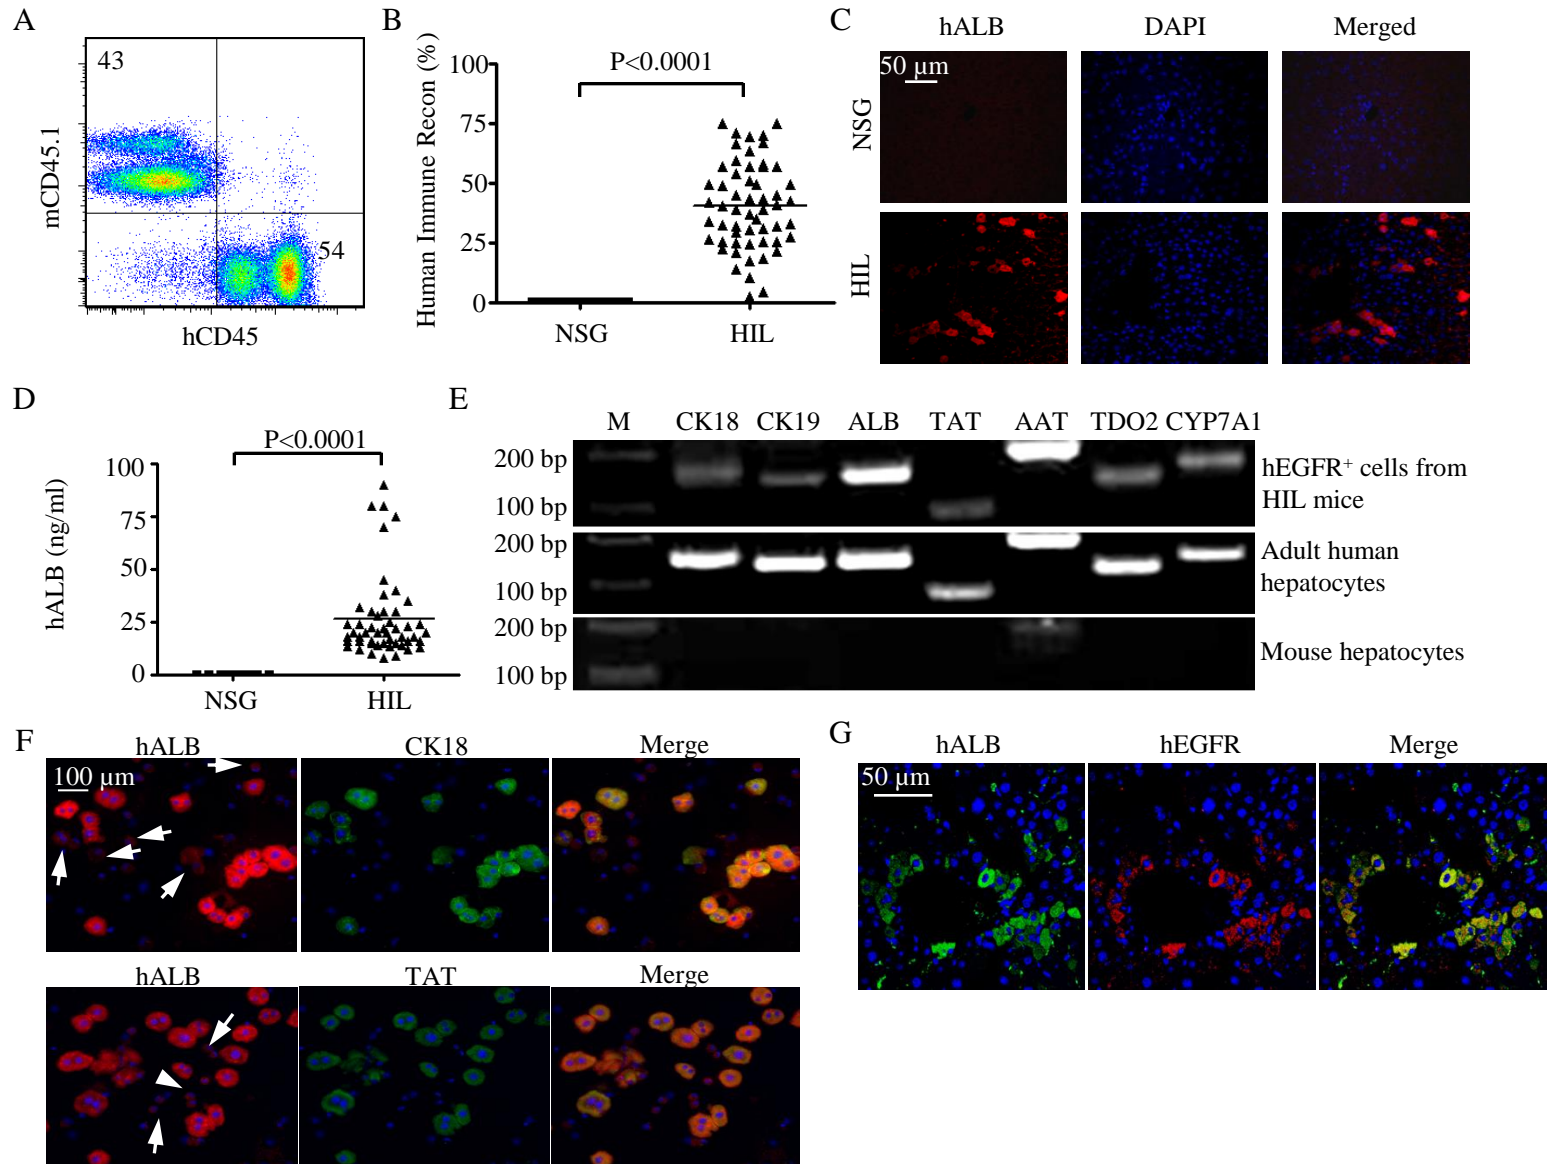 A
43
54
mCD45.1
hCD45
B
Human Immune Recon (%)
100
75
50
25
0
P<0.0001
NSG
HIL
C
hALB
DAPI
Merged
50 µm
NSG
HIL
D
hALB (ng/ml)
100
75
50
25
0
P<0.0001
NSG
HIL
E
M
CK18
CK19
ALB
TAT
AAT
TDO2
CYP7A1
200 bp
100 bp
hEGFR⁺ cells from
HIL mice
200 bp
100 bp
Adult human
hepatocytes
200 bp
100 bp
Mouse hepatocytes
F
hALB
CK18
Merge
100 µm
hALB
TAT
Merge
G
hALB
hEGFR
Merge
50 µm